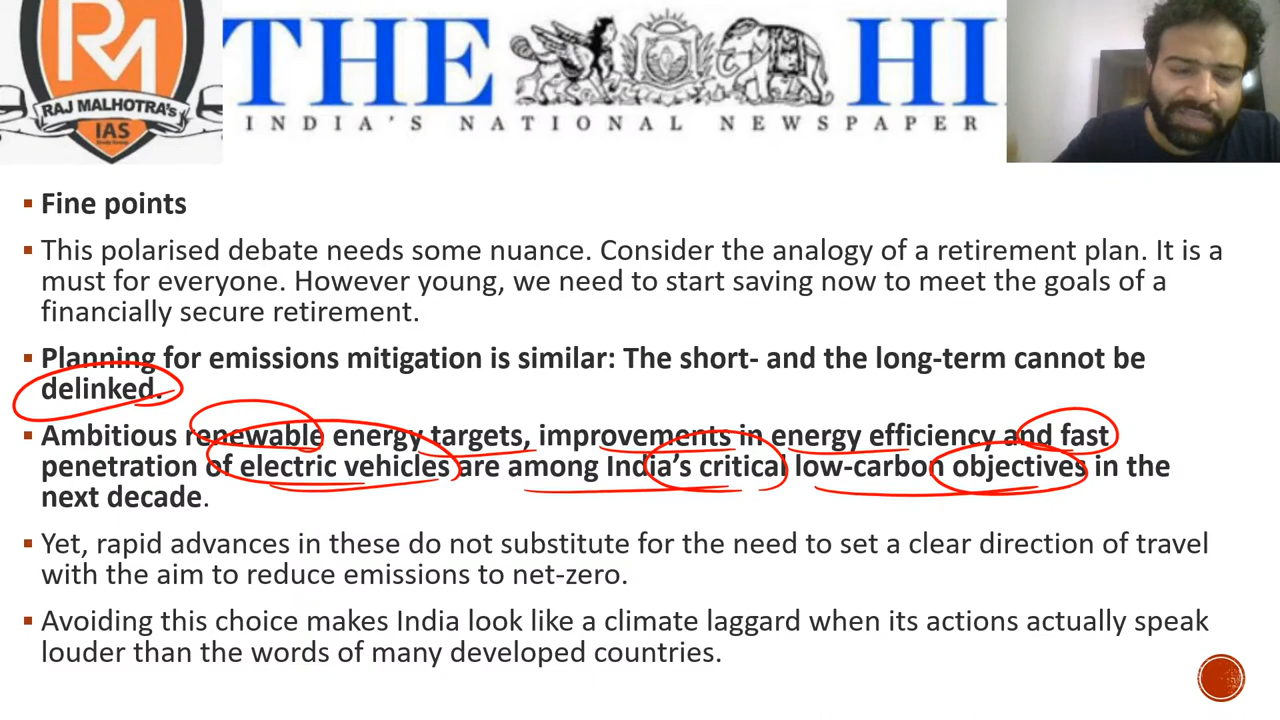 RM
RAJ MALHOTRA'S
IAS
Study Group
THE HI
INDIA'S NATIONAL NEWSPAPER
Fine points
This polarised debate needs some nuance. Consider the analogy of a retirement plan. It is a
must for everyone. However young, we need to start saving now to meet the goals of a
financially secure retirement.
Planning for emissions mitigation is similar: The short- and the long-term cannot be
delinked.
Ambitious renewable energy targets, improvements in energy efficiency and fast
penetration of electric vehicles are among India's critical low-carbon objectives in the
next decade.
Yet, rapid advances in these do not substitute for the need to set a clear direction of travel
with the aim to reduce emissions to net-zero.
Avoiding this choice makes India look like a climate laggard when its actions actually speak
louder than the words of many developed countries.